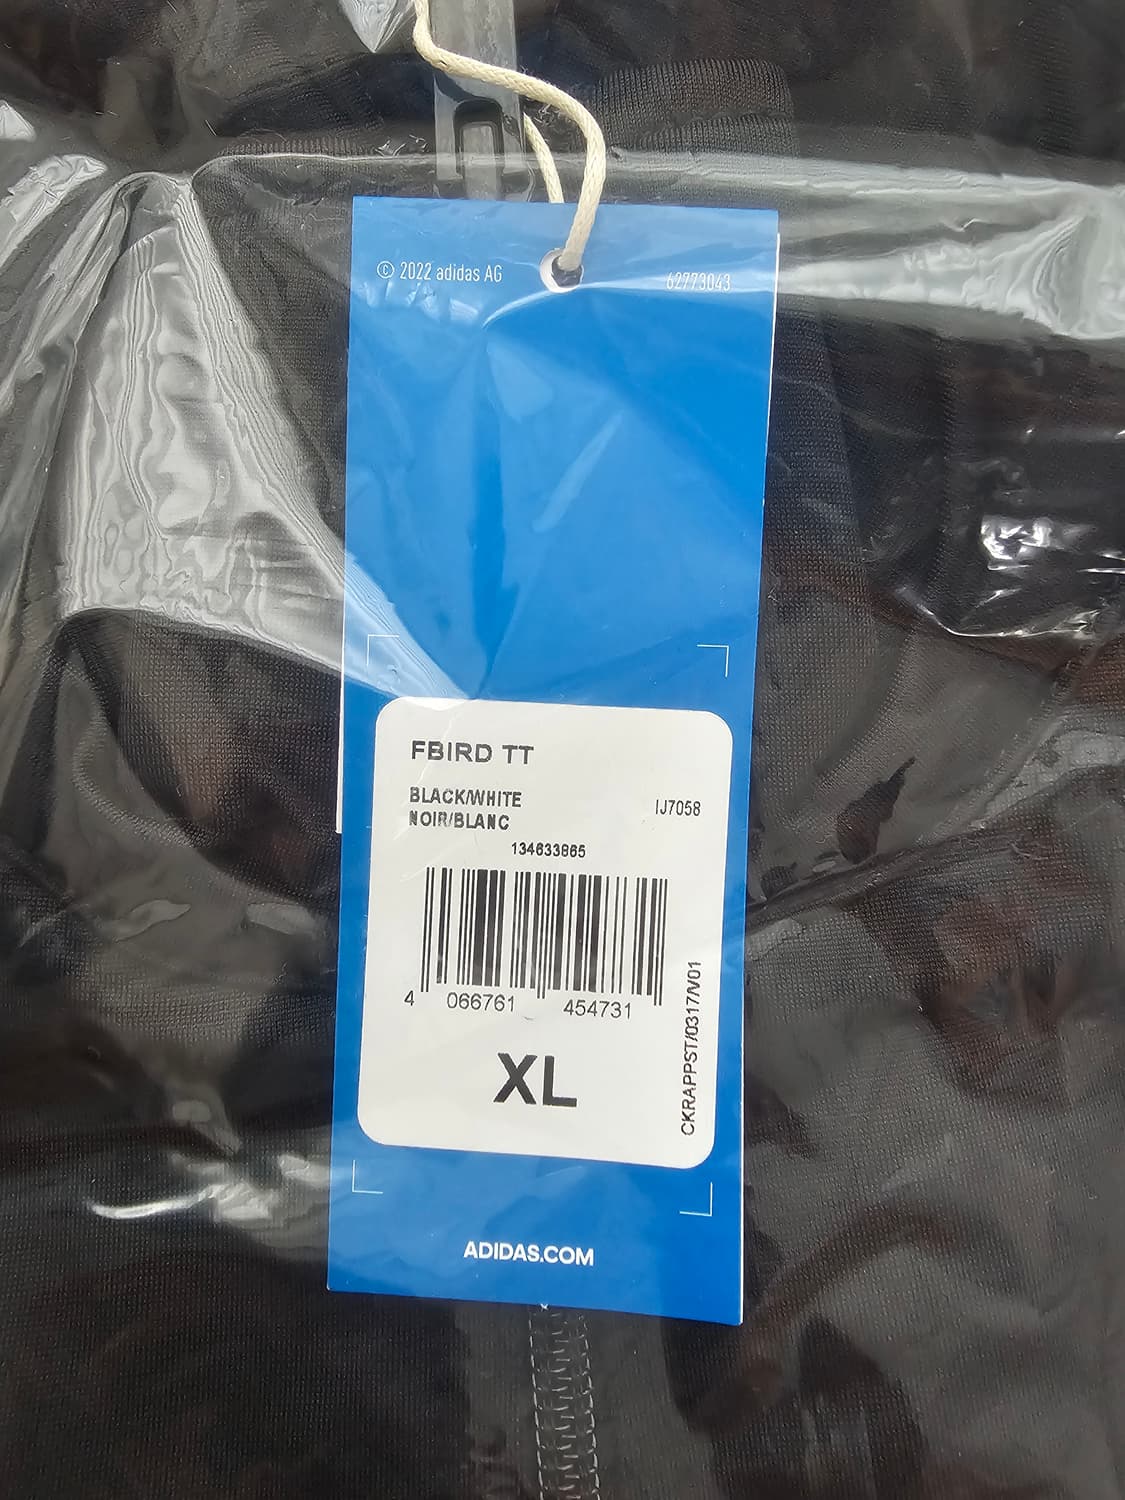 © 2022 adidas AG
62773043
FBIRD TT
BLACK/WHITE
NOIR/BLANC
IJ7058
134633865
4 066761 454731
XL
CKRAPPST/0317/V01
ADIDAS.COM